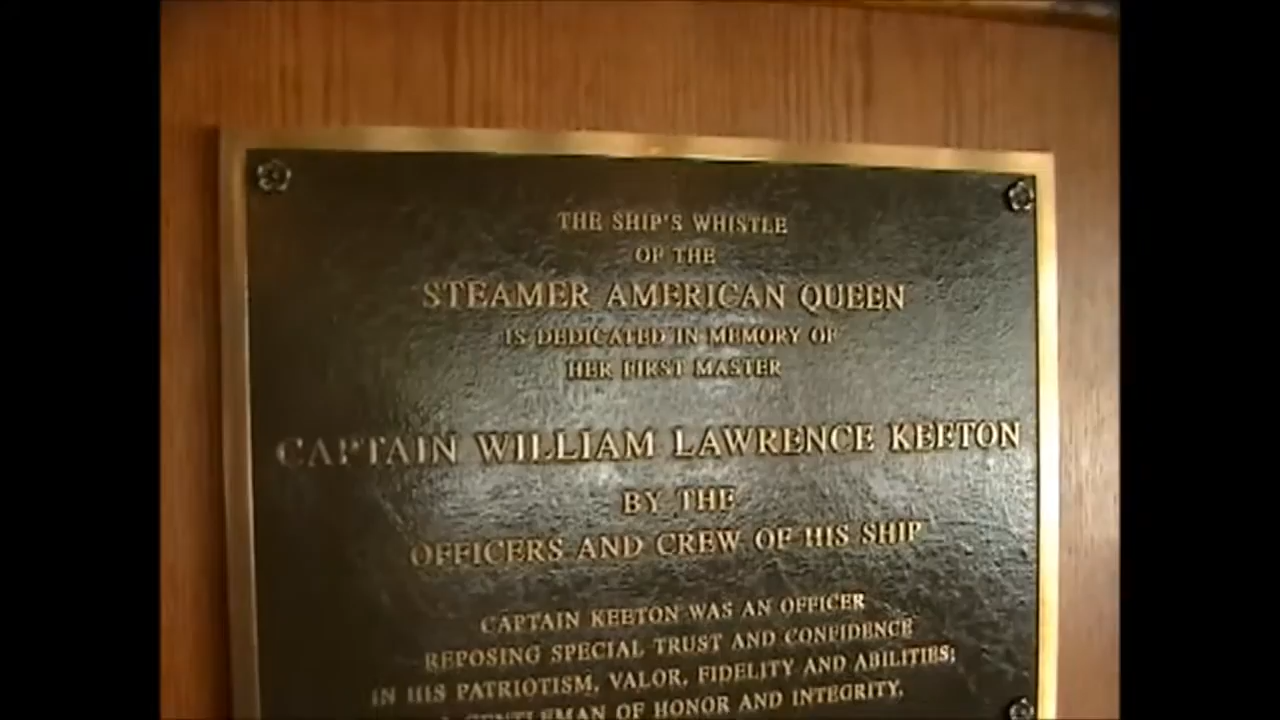 THE SHIP'S WHISTLE
OF THE
STEAMER AMERICAN QUEEN
IS DEDICATED IN MEMORY OF
HER FIRST MASTER
CAPTAIN WILLIAM LAWRENCE KEETON
BY THE
OFFICERS AND CREW OF HIS SHIP
CAPTAIN KEETON WAS AN OFFICER
REPOSING SPECIAL TRUST AND CONFIDENCE
IN HIS PATRIOTISM, VALOR, FIDELITY AND ABILITIES;
GENTLEMAN OF HONOR AND INTEGRITY,